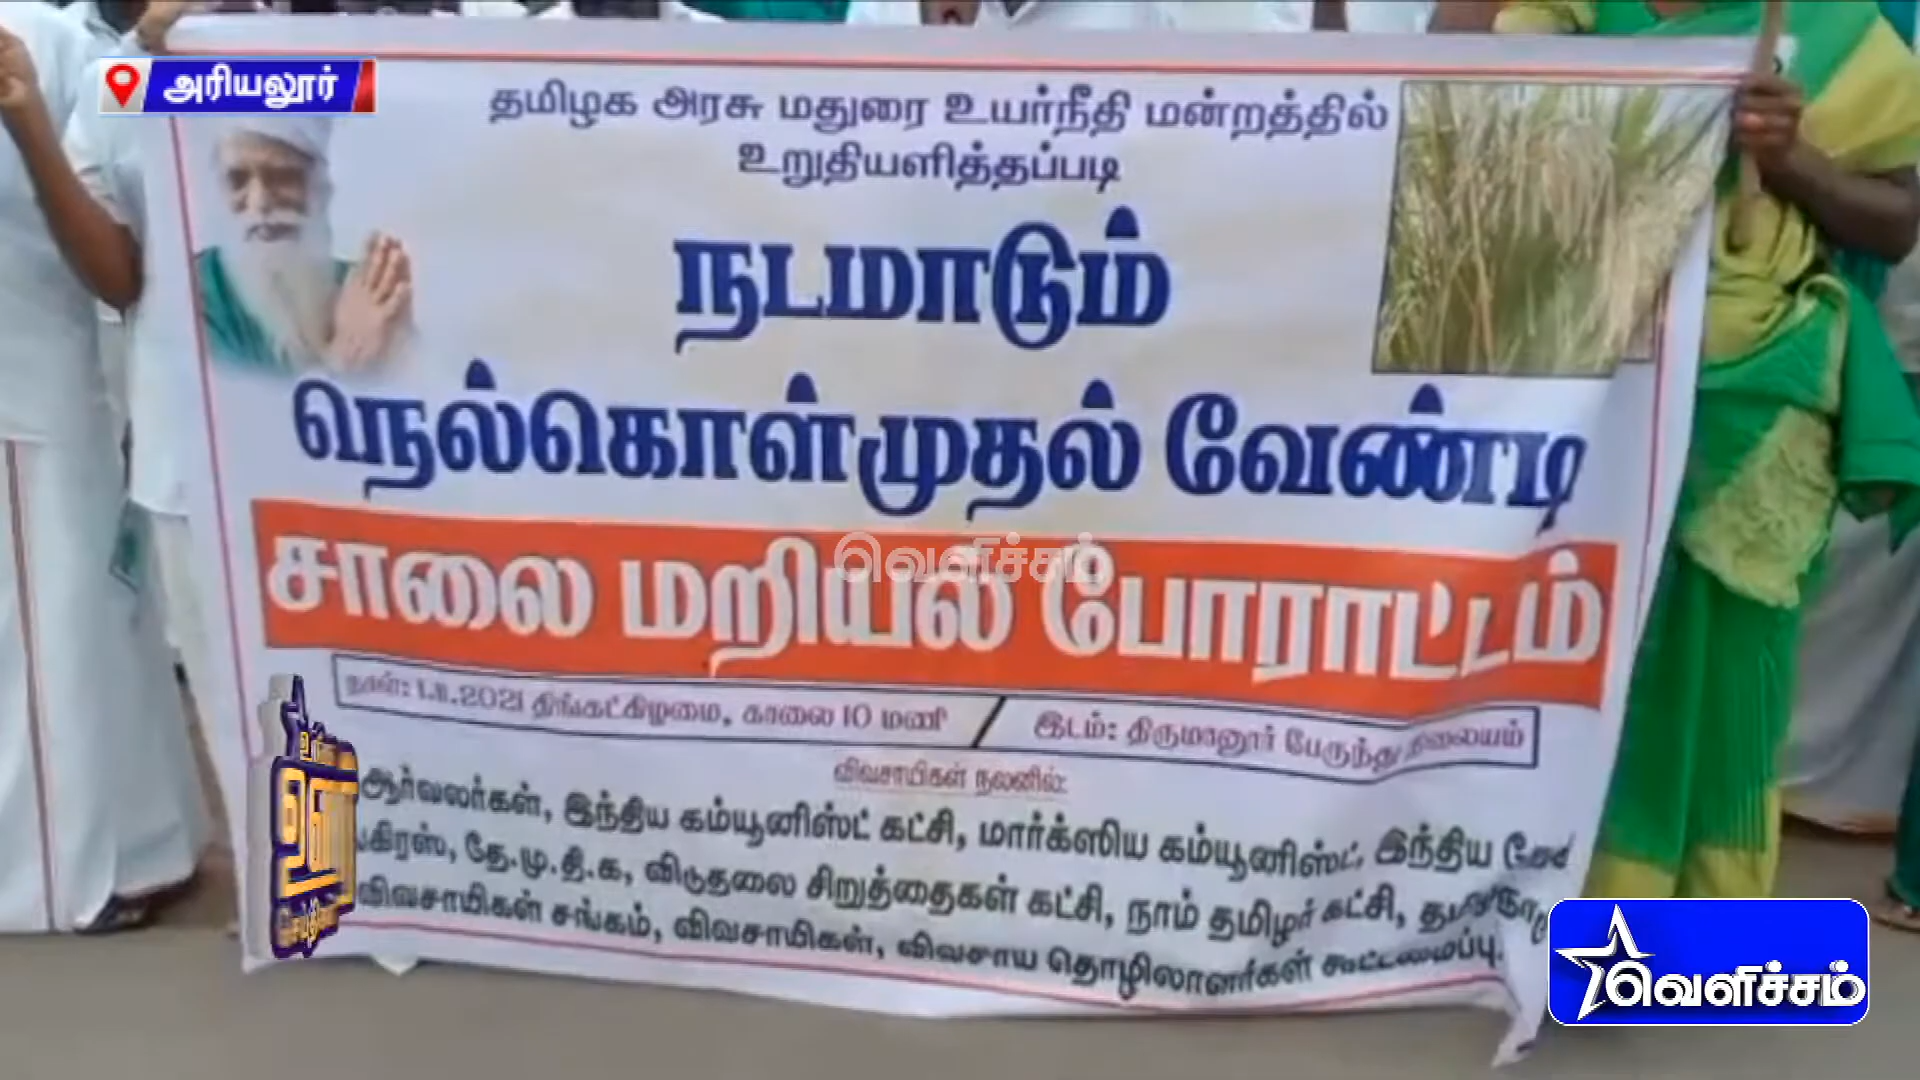 அரியலூர்
தமிழக அரசு மதுரை உயர்நீதி மன்றத்தில்
உறுதியளித்தப்படி
நடமாடும்
நெல்கொள்முதல் வேண்டி
சாலை மறியல் போராட்டம்
வெளிச்சம்
நாள்: 1.11.2021 திங்கட்கிழமை, காலை 10 மணி
இடம்: திருமானூர் பேருந்து நிலையம்
விவசாயிகள் நலனில்:
ஆர்வலர்கள், இந்திய கம்யூனிஸ்ட் கட்சி, மார்க்ஸிய கம்யூனிஸ்ட், இந்திய
தே.மு.தி.க, விடுதலை சிறுத்தைகள் கட்சி, நாம் தமிழர் கட்சி,
விவசாயிகள் சங்கம், விவசாயிகள், விவசாய தொழிலாளர்கள் கூட்டமைப்பு.
வெளிச்சம்